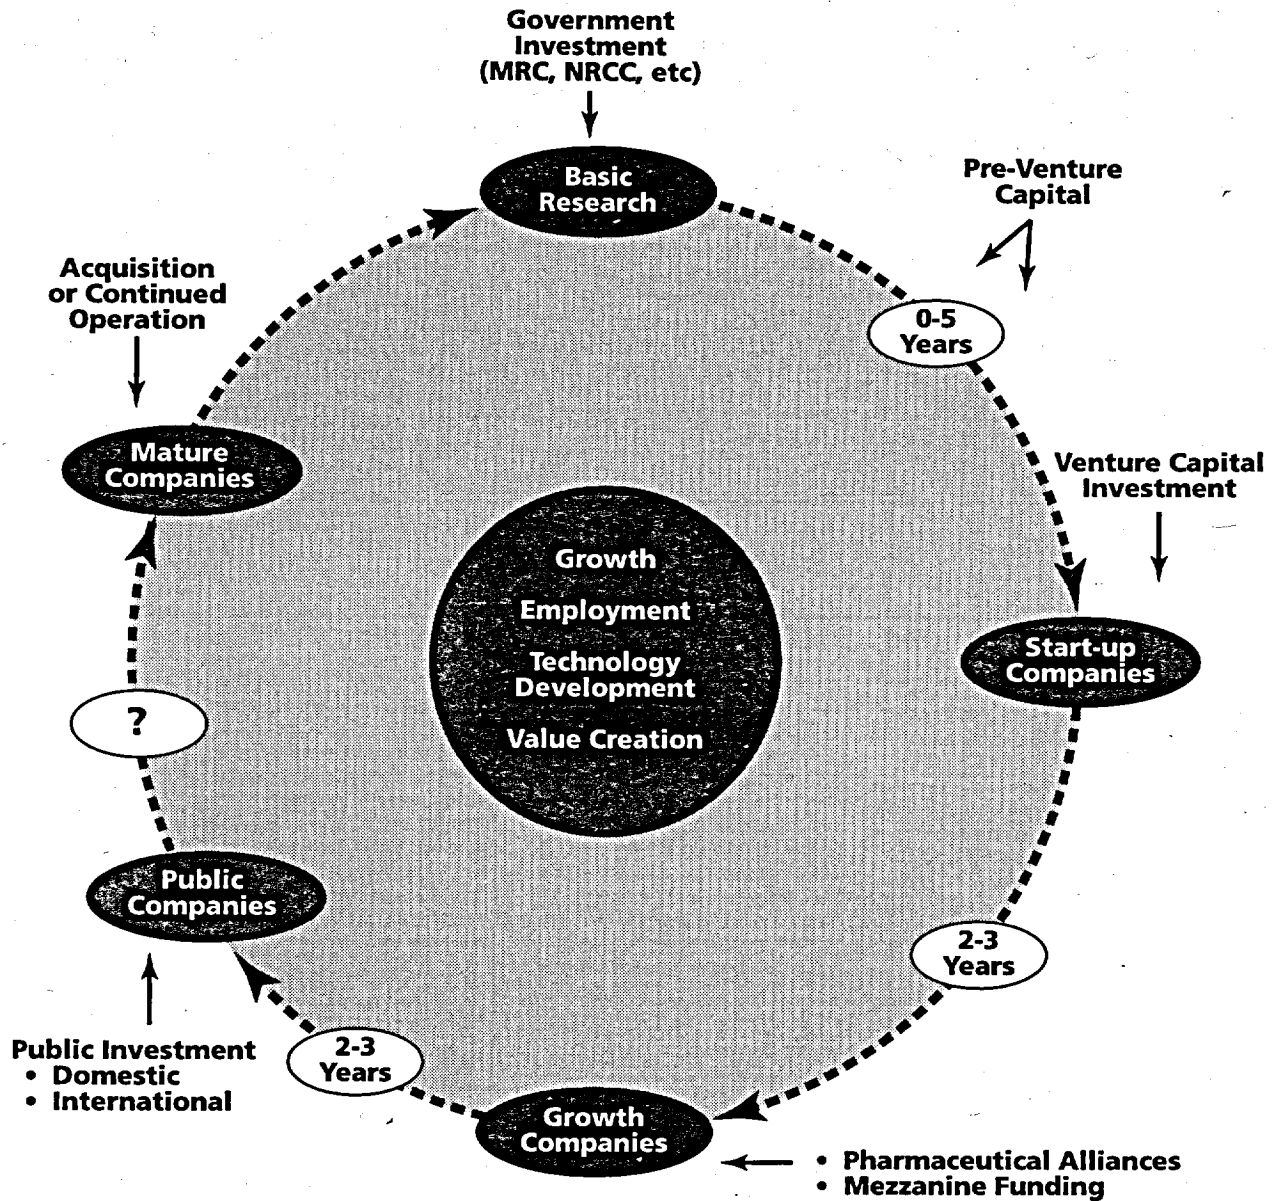 Government
Investment
(MRC, NRCC, etc)
Basic
Research
Pre-Venture
Capital
0-5
Years
Venture Capital
Investment
Start-up
Companies
2-3
Years
Growth
Companies
• Pharmaceutical Alliances
• Mezzanine Funding
2-3
Years
Public
Companies
Public Investment
• Domestic
• International
?
Mature
Companies
Acquisition
or Continued
Operation
Growth
Employment
Technology
Development
Value Creation